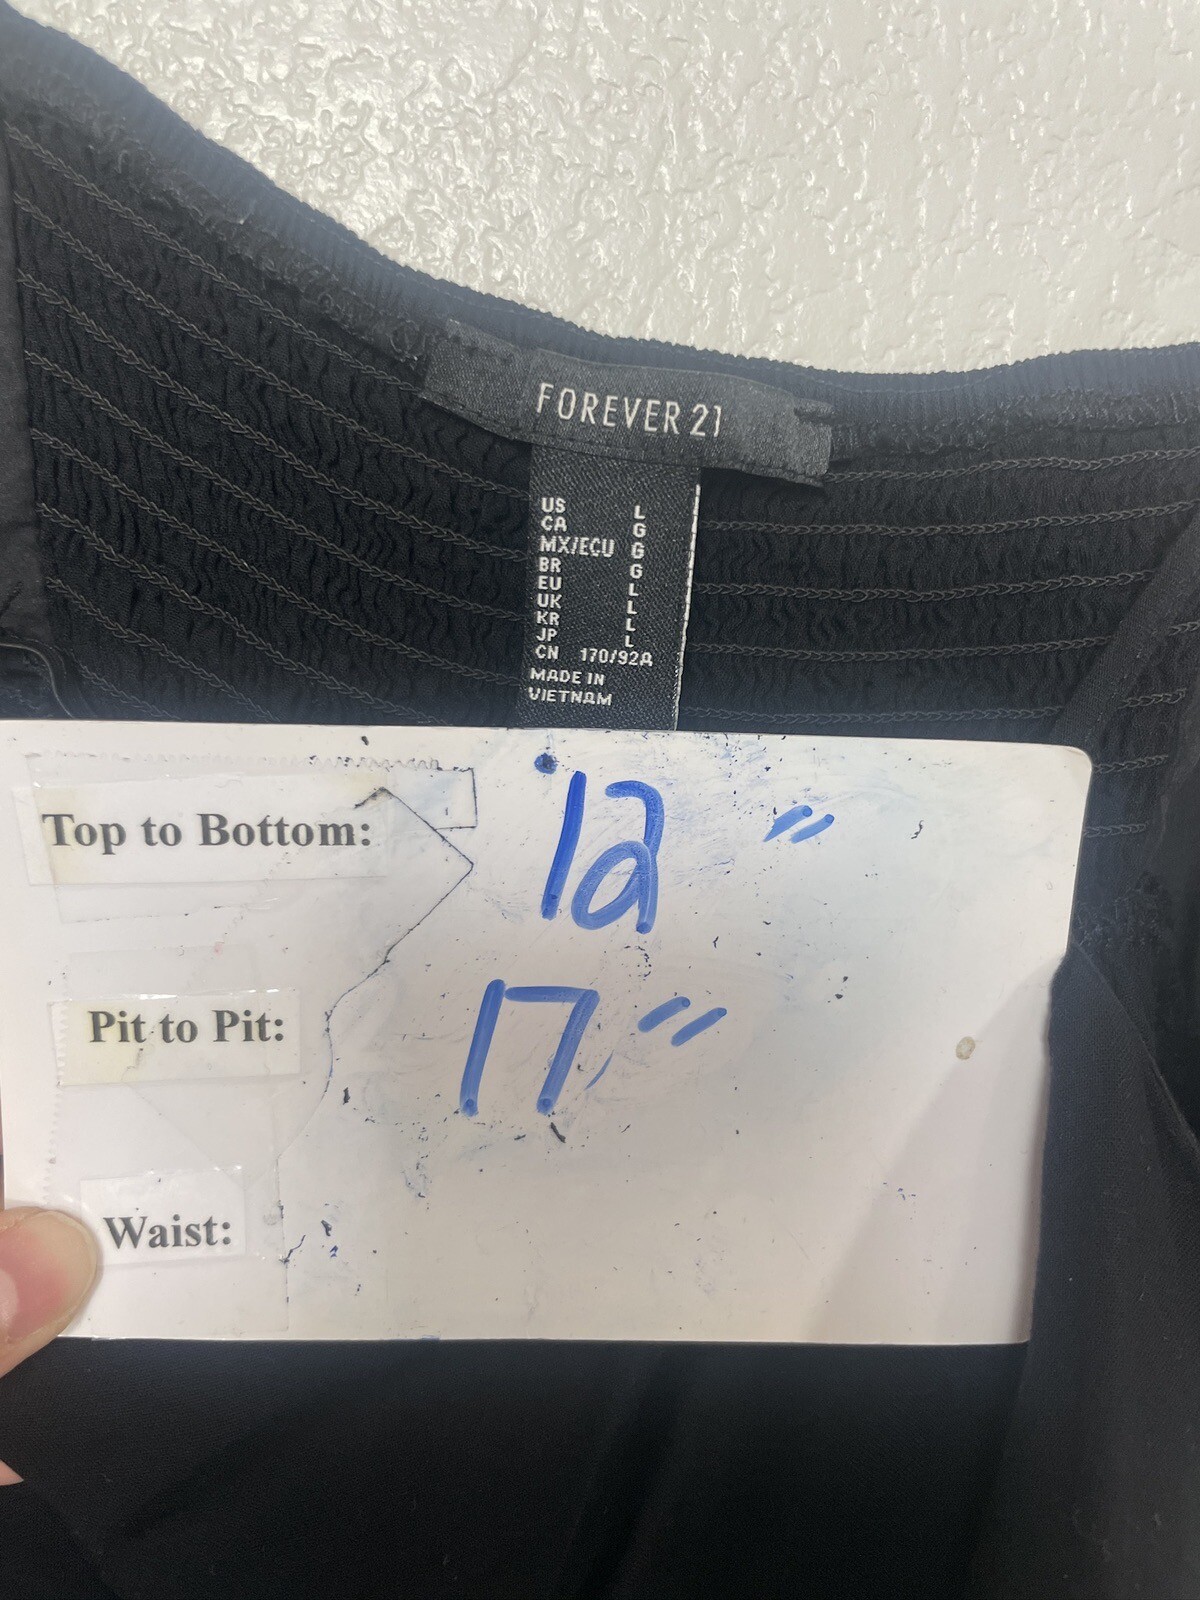 FOREVER 21
US L
CA G
MX/ECU G
BR G
EU L
UK L
KR L
JP L
CN 170/92A
MADE IN
VIETNAM
Top to Bottom: 12"
Pit to Pit: 17"
Waist: